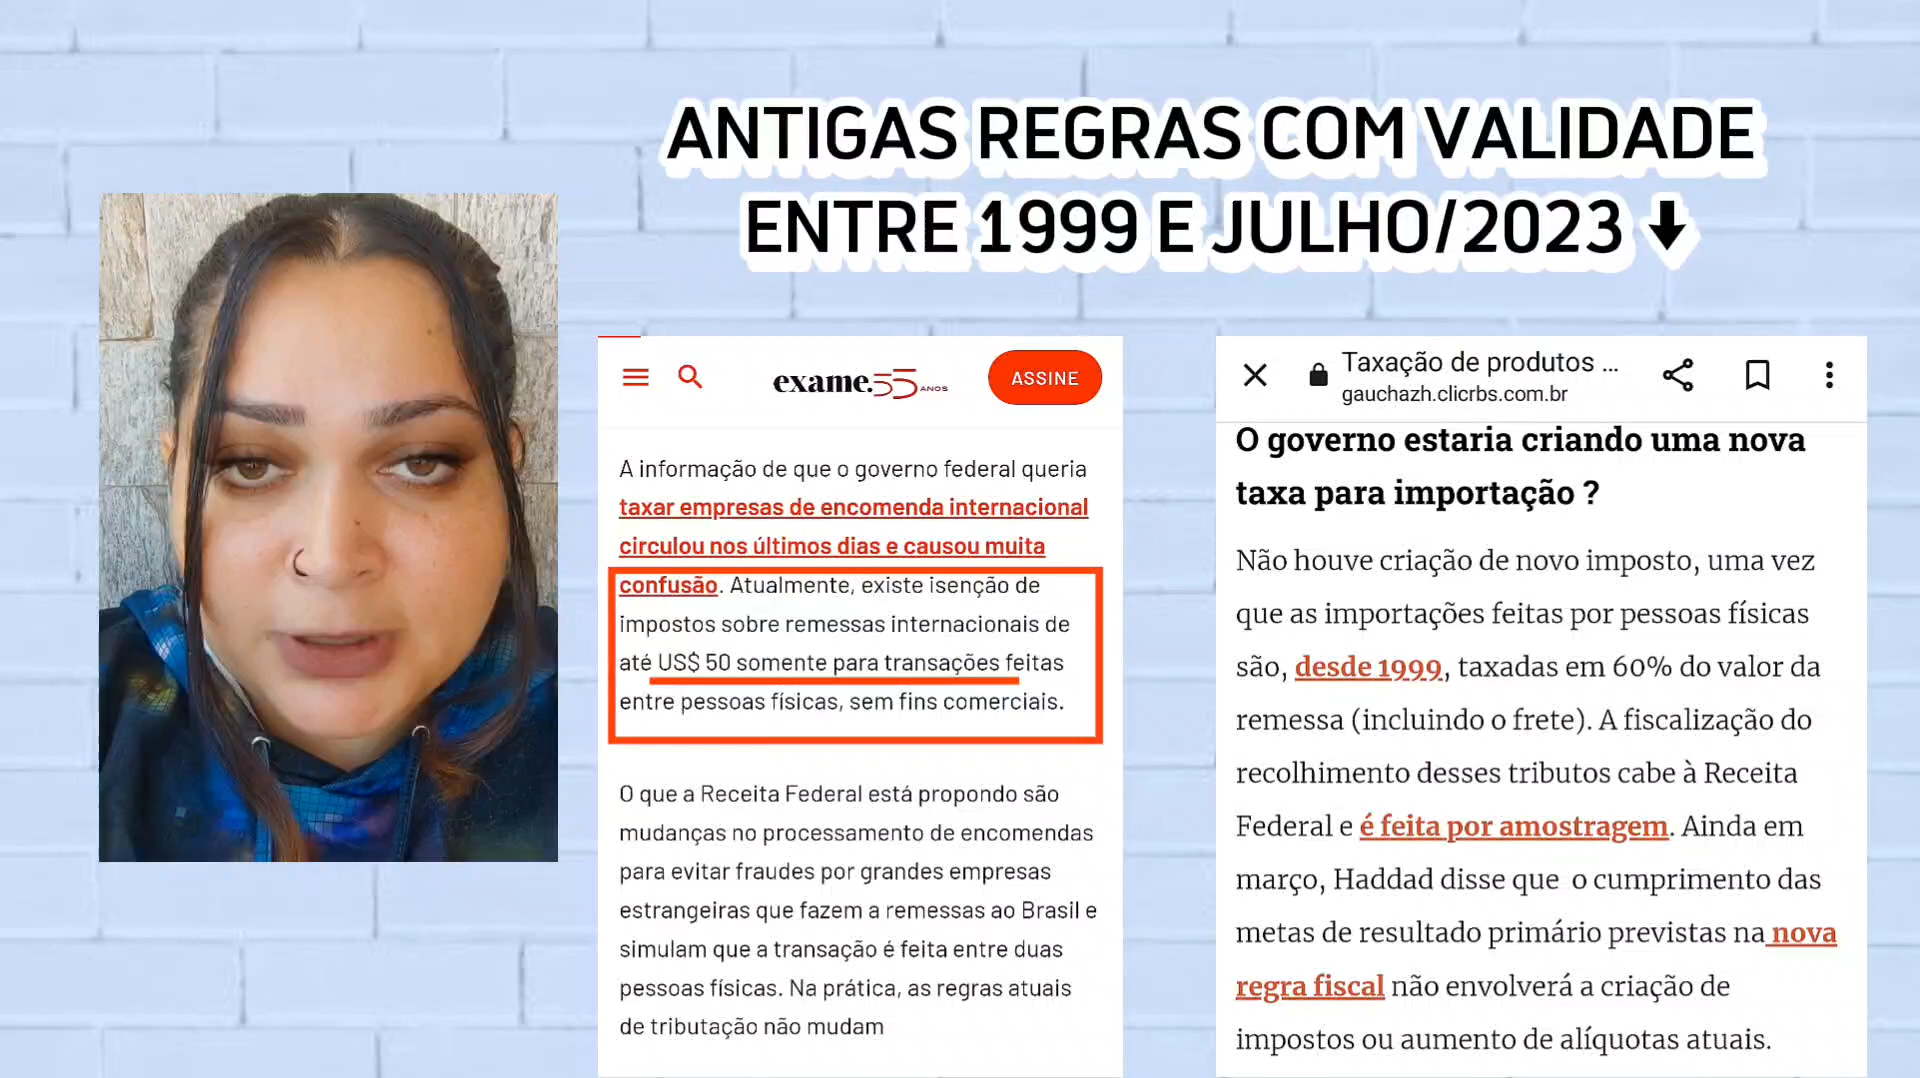 ANTIGAS REGRAS COM VALIDADE
ENTRE 1999 E JULHO/2023
exame.55 ANOS
ASSINE
A informação de que o governo federal queria
taxar empresas de encomenda internacional
circulou nos últimos dias e causou muita
confusão. Atualmente, existe isenção de
impostos sobre remessas internacionais de
até US$ 50 somente para transações feitas
entre pessoas físicas, sem fins comerciais.
O que a Receita Federal está propondo são
mudanças no processamento de encomendas
para evitar fraudes por grandes empresas
estrangeiras que fazem a remessas ao Brasil e
simulam que a transação é feita entre duas
pessoas físicas. Na prática, as regras atuais
de tributação não mudam
Taxação de produtos ...
gauchazh.clicrbs.com.br
O governo estaria criando uma nova
taxa para importação ?
Não houve criação de novo imposto, uma vez
que as importações feitas por pessoas físicas
são, desde 1999, taxadas em 60% do valor da
remessa (incluindo o frete). A fiscalização do
recolhimento desses tributos cabe à Receita
Federal e é feita por amostragem. Ainda em
março, Haddad disse que o cumprimento das
metas de resultado primário previstas na nova
regra fiscal não envolverá a criação de
impostos ou aumento de alíquotas atuais.